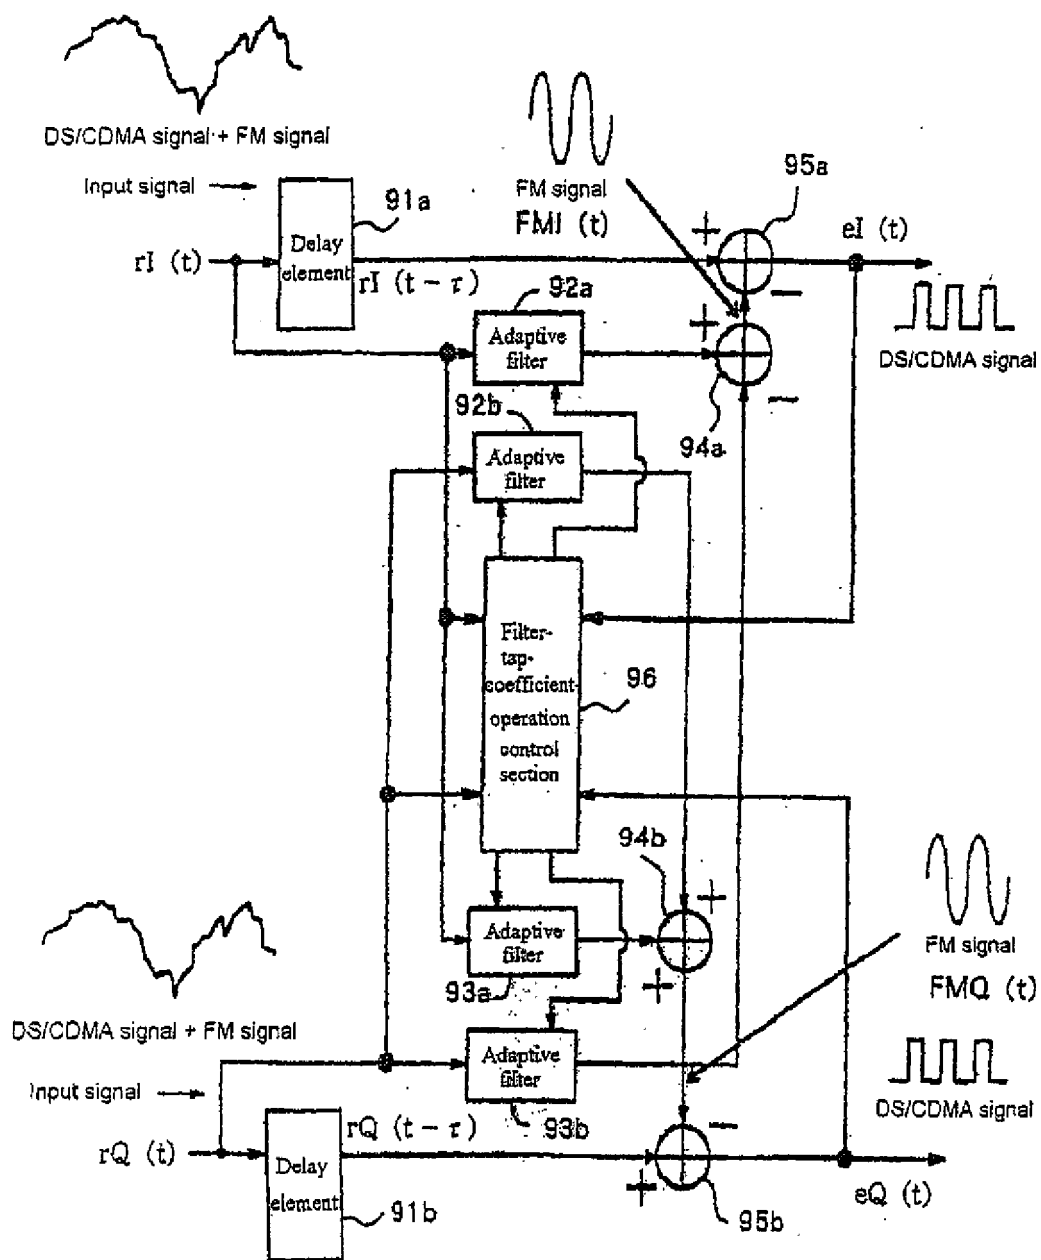 DS/CDMA signal + FM signal
Input signal
91a
Delay
element
rI (t)
rI (t - τ)
FM signal
FMI (t)
95a
+
−
eI (t)
DS/CDMA signal
92a
Adaptive
filter
+
−
94a
92b
Adaptive
filter
Filter-
tap-
coefficient-
operation
control
section
96
94b
+
+
Adaptive
filter
93a
FM signal
FMQ (t)
DS/CDMA signal + FM signal
Input signal
Adaptive
filter
93b
DS/CDMA signal
rQ (t)
rQ (t - τ)
Delay
element
91b
−
+
95b
eQ (t)